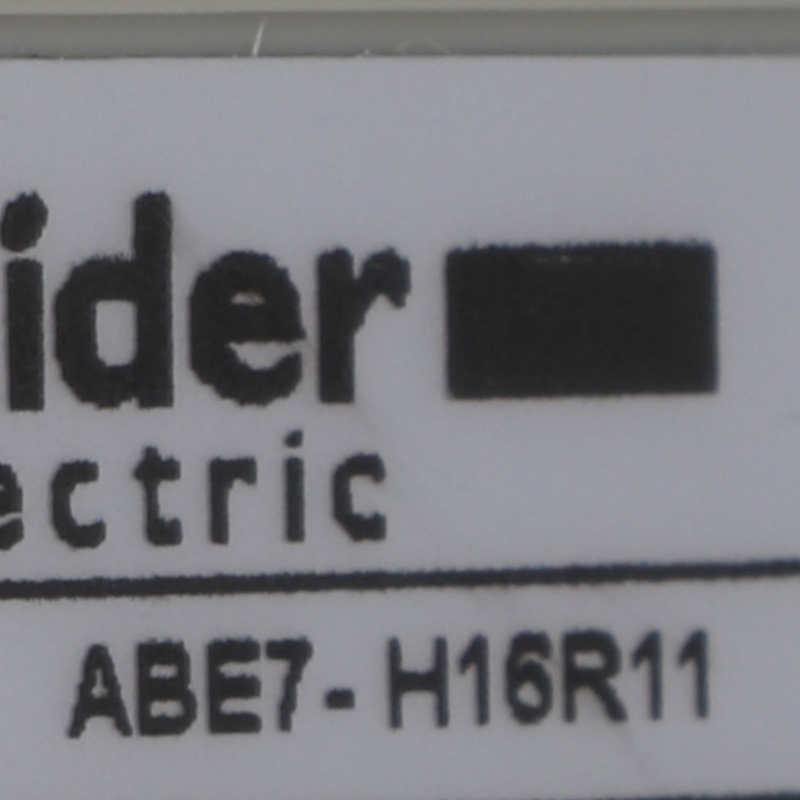 ider
ectric
ABE7- H16R11